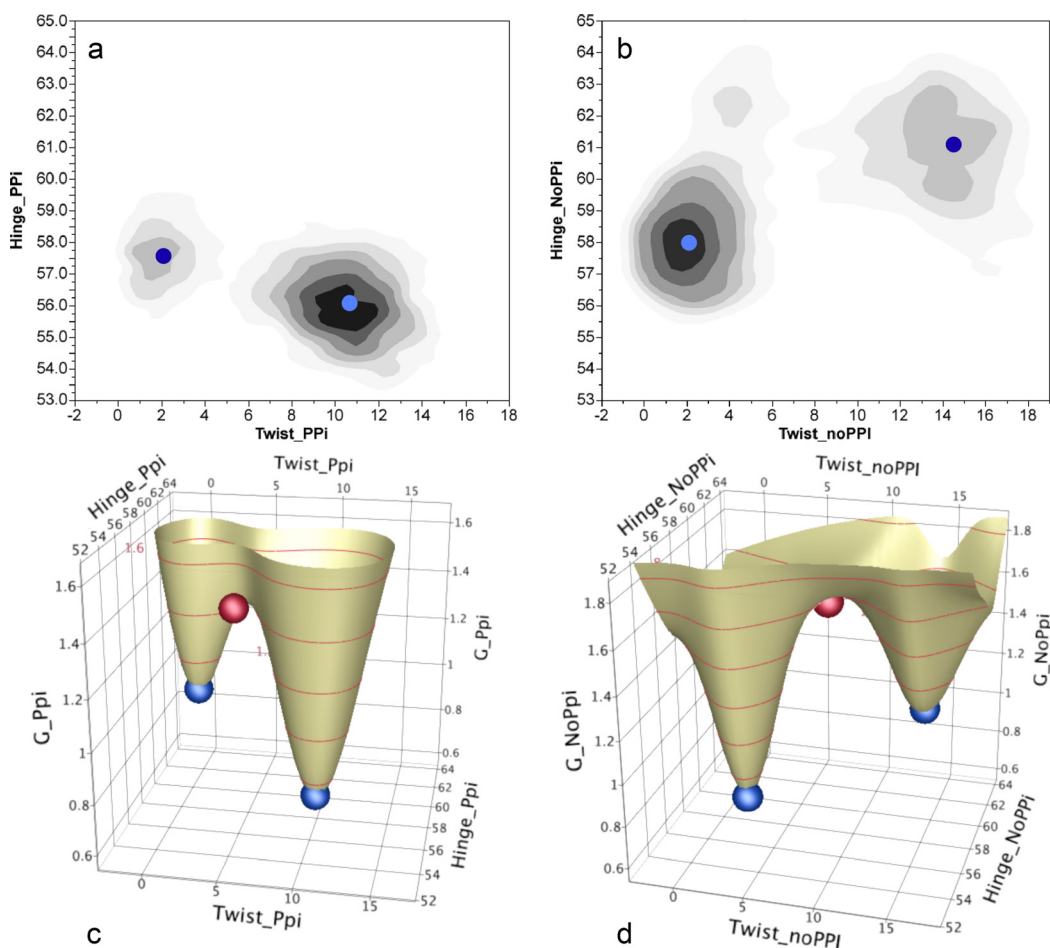 a
65.0
64.0
63.0
62.0
61.0
60.0
59.0
58.0
57.0
56.0
55.0
54.0
53.0
Hinge_PPi
-2 0 2 4 6 8 10 12 14 16 18
Twist_PPi
b
65
64
63
62
61
60
59
58
57
56
55
54
53
Hinge_NoPPi
-2 0 2 4 6 8 10 12 14 16 18
Twist_noPPI
Twist_Ppi
0 5 10 15
Hinge_Ppi
52 54 56 58 60 62 64
1.6
1.6 1.4 1.2 1 0.8 0.6
G_Ppi
1.6 1.4 1.2 1 0.8 0.6
G_Ppi
64 62 60 58 56 54 52
Hinge_Ppi
0 5 10 15
Twist_Ppi
c
Twist_noPPI
0 5 10 15
Hinge_NoPPi
52 54 56 58 60 62 64
1.8 1.6 1.4 1.2 1 0.8 0.6
G_NoPpi
1.8 1.6 1.4 1.2 1 0.8 0.6
G_NoPpi
64 62 60 58 56 54 52
Hinge_NoPPi
0 5 10 15
Twist_noPPI
d